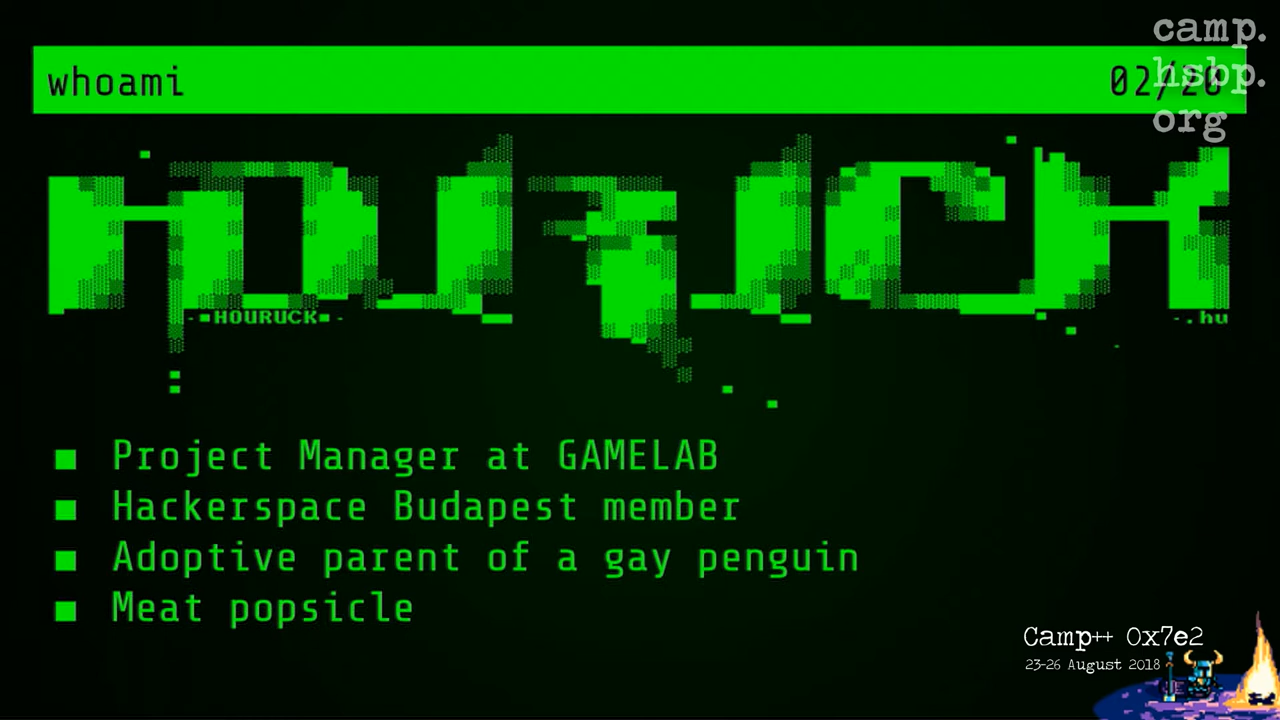 whoami
02/20
camp.
hsbp.
org
HOURUCK
-■HOURUCK■-
-.hu
■ Project Manager at GAMELAB
■ Hackerspace Budapest member
■ Adoptive parent of a gay penguin
■ Meat popsicle
Camp++ 0x7e2
23-26 August 2018